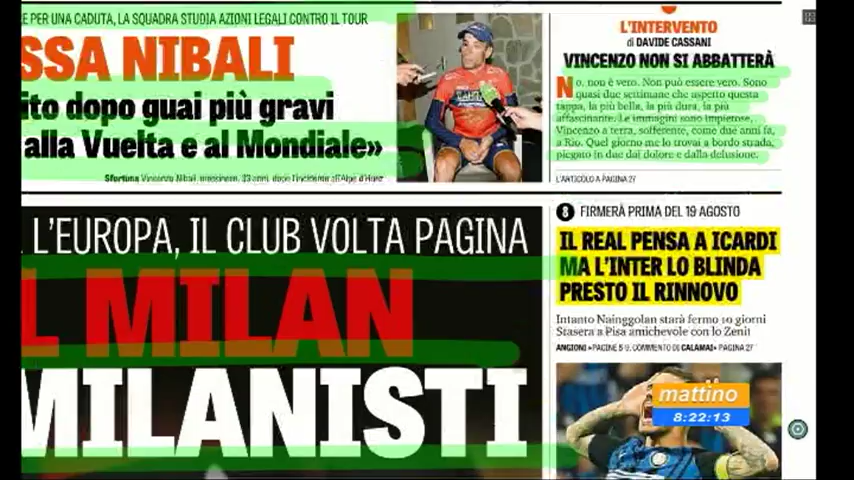 E PER UNA CADUTA, LA SQUADRA STUDIA AZIONI LEGALI CONTRO IL TOUR
SSA NIBALI
ito dopo guai più gravi
alla Vuelta e al Mondiale»
Sfortuna Vincenzo Nibali, messinese, 33 anni, dopo l'incidente all'Alpe d'Huez
L'INTERVENTO
di DAVIDE CASSANI
VINCENZO NON SI ABBATTERÀ
No, non è vero. Non può essere vero. Sono
quasi due settimane che aspetto questa
tappa, la più bella, la più dura, la più
affascinante. Le immagini sono impietose,
Vincenzo a terra, sofferente, come due anni fa,
a Rio. Quel giorno me lo trovai a bordo strada,
piegato in due dal dolore e dalla delusione.
L'ARTICOLO A PAGINA 27
L'EUROPA, IL CLUB VOLTA PAGINA
L MILAN
MILANISTI
8 FIRMERÀ PRIMA DEL 19 AGOSTO
IL REAL PENSA A ICARDI
MA L'INTER LO BLINDA
PRESTO IL RINNOVO
Intanto Nainggolan starà fermo 10 giorni
Stasera a Pisa amichevole con lo Zenit
ANGIONI • PAGINE 8-9. COMMENTO DI CALAMAI • PAGINA 27
mattino
8:22:13